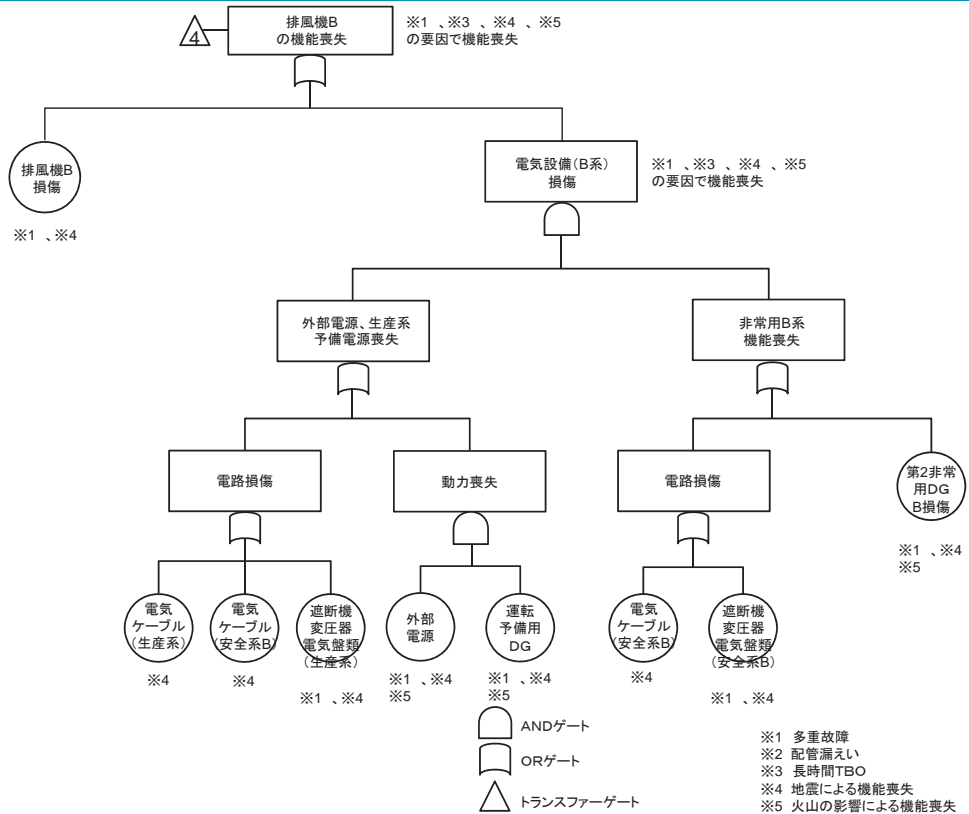 4
排風機B
の機能喪失
※1 、※3 、※4 、※5
の要因で機能喪失
排風機B
損傷
※1 、※4
電気設備(B系)
損傷
※1 、※3 、※4 、※5
の要因で機能喪失
外部電源、生産系
予備電源喪失
非常用B系
機能喪失
電路損傷
動力喪失
電路損傷
第2非常
用DG
B損傷
※1 、※4
※5
電気
ケーブル
(生産系)
※4
電気
ケーブル
(安全系B)
※4
遮断機
変圧器
電気盤類
(生産系)
※1 、※4
外部
電源
※1 、※4
※5
運転
予備用
DG
※1 、※4
※5
電気
ケーブル
(安全系B)
※4
遮断機
変圧器
電気盤類
(安全系B)
※1 、※4
ANDゲート
ORゲート
トランスファーゲート
※1 多重故障
※2 配管漏えい
※3 長時間TBO
※4 地震による機能喪失
※5 火山の影響による機能喪失